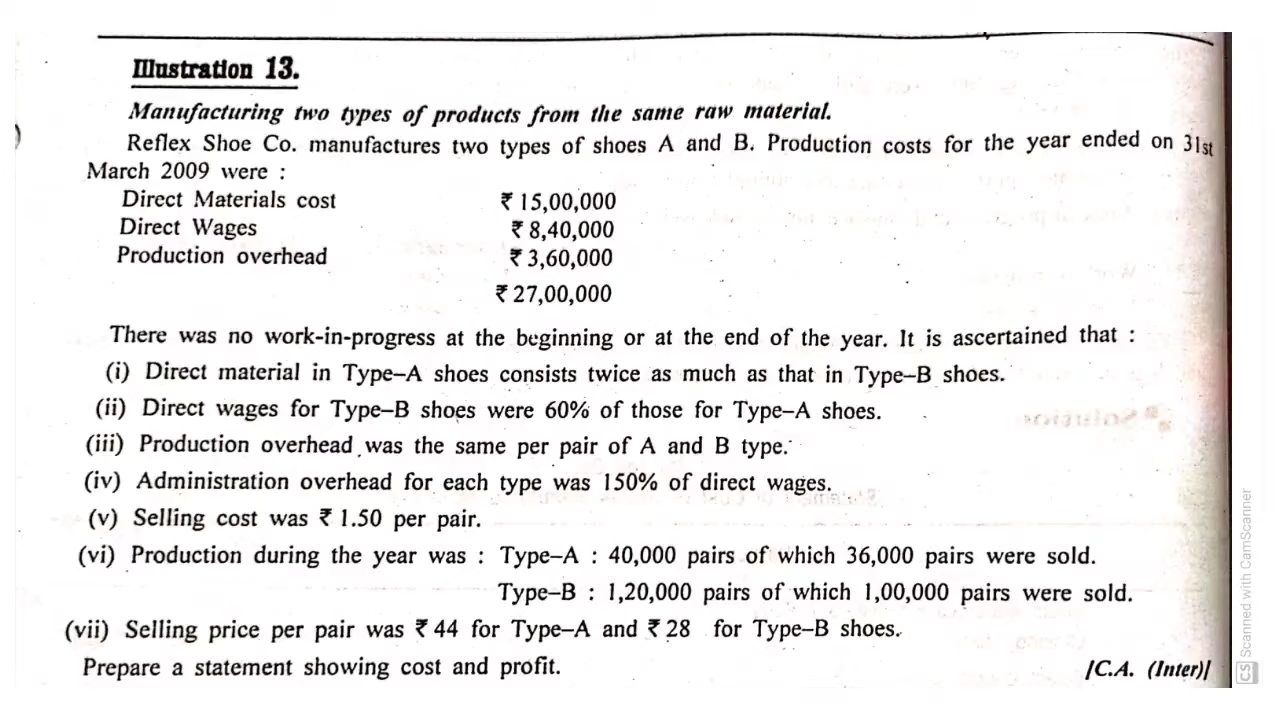 Illustration 13.
Manufacturing two types of products from the same raw material.
Reflex Shoe Co. manufactures two types of shoes A and B. Production costs for the year ended on 31st
March 2009 were :
Direct Materials cost ₹ 15,00,000
Direct Wages ₹ 8,40,000
Production overhead ₹ 3,60,000
₹ 27,00,000
There was no work-in-progress at the beginning or at the end of the year. It is ascertained that :
(i) Direct material in Type–A shoes consists twice as much as that in Type–B shoes.
(ii) Direct wages for Type–B shoes were 60% of those for Type–A shoes.
(iii) Production overhead was the same per pair of A and B type.
(iv) Administration overhead for each type was 150% of direct wages.
(v) Selling cost was ₹ 1.50 per pair.
(vi) Production during the year was : Type–A : 40,000 pairs of which 36,000 pairs were sold.
Type–B : 1,20,000 pairs of which 1,00,000 pairs were sold.
(vii) Selling price per pair was ₹ 44 for Type–A and ₹ 28 for Type–B shoes.
Prepare a statement showing cost and profit. [C.A. (Inter)]
CS Scanned with CamScanner